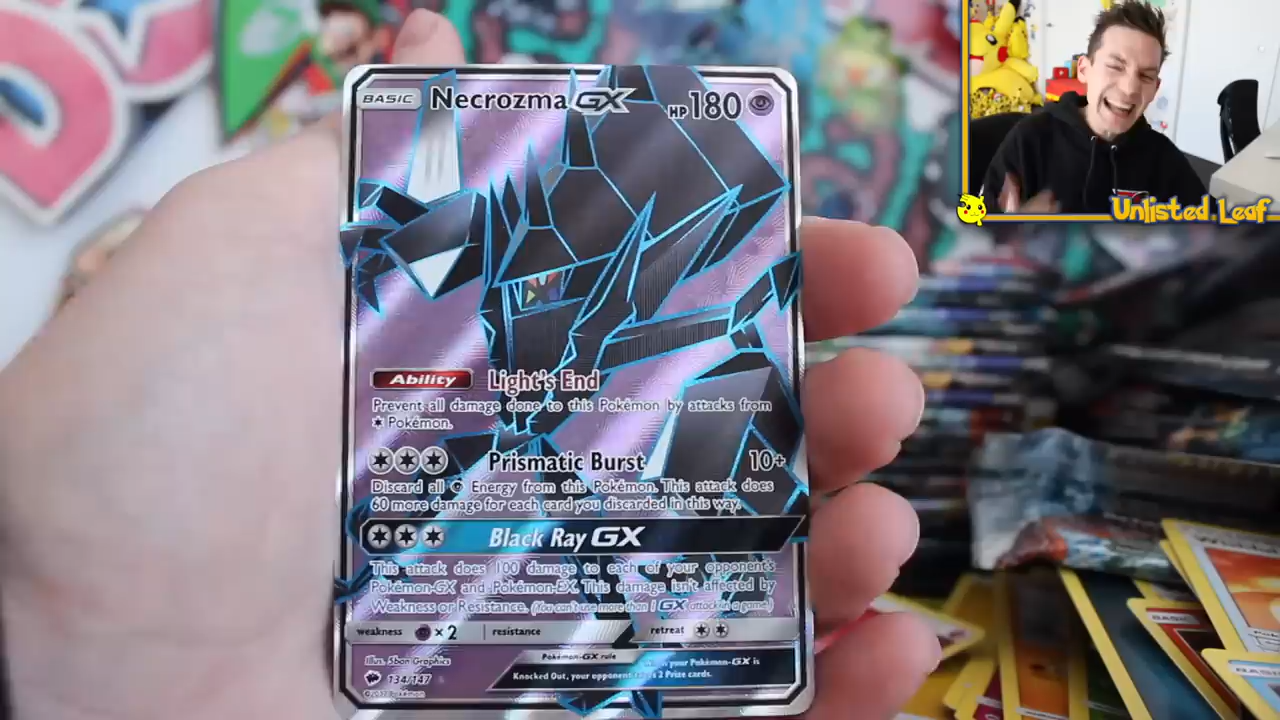 BASIC Necrozma GX HP 180
Unlisted Leaf
Ability Light's End
Prevent all damage done to this Pokémon by attacks from
Pokémon.
Prismatic Burst 10+
Discard all Energy from this Pokémon. This attack does
60 more damage for each card you discarded in this way.
Black Ray GX
This attack does 100 damage to each of your opponent's
Pokémon-GX and Pokémon-EX. This damage isn't affected by
Weakness or Resistance. (You can't use more than 1 GX attack in a game.)
weakness ×2 resistance retreat
Illus. 5ban Graphics
Pokémon-GX rule
When your Pokémon-GX is
Knocked Out, your opponent takes 2 Prize cards.
134/147
©2017 Pokémon
BASIC
BASIC